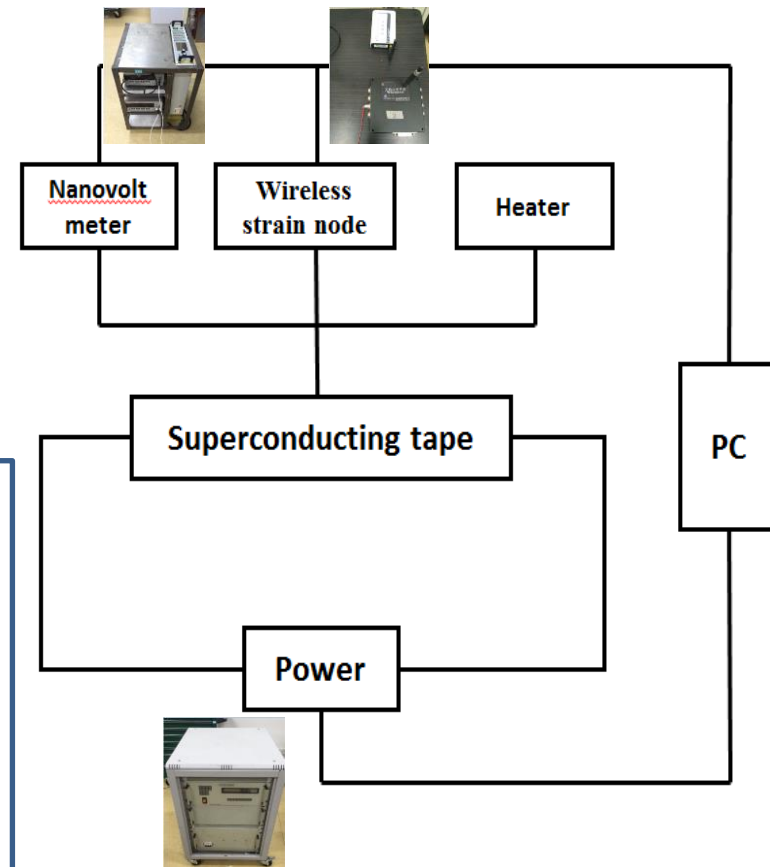 Nanovolt
meter
Wireless
strain node
Heater
Superconducting tape
PC
Power